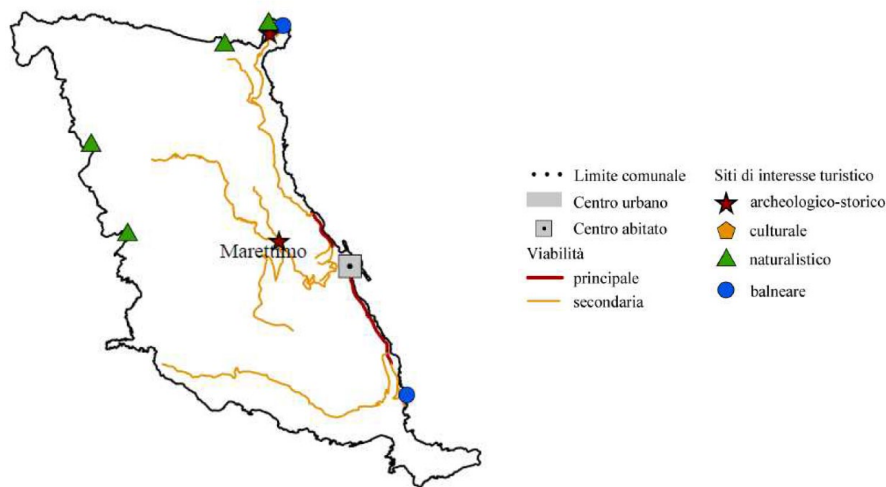 Marettimo
Limite comunale
Centro urbano
Centro abitato
Viabilità
principale
secondaria
Siti di interesse turistico
archeologico-storico
culturale
naturalistico
balneare